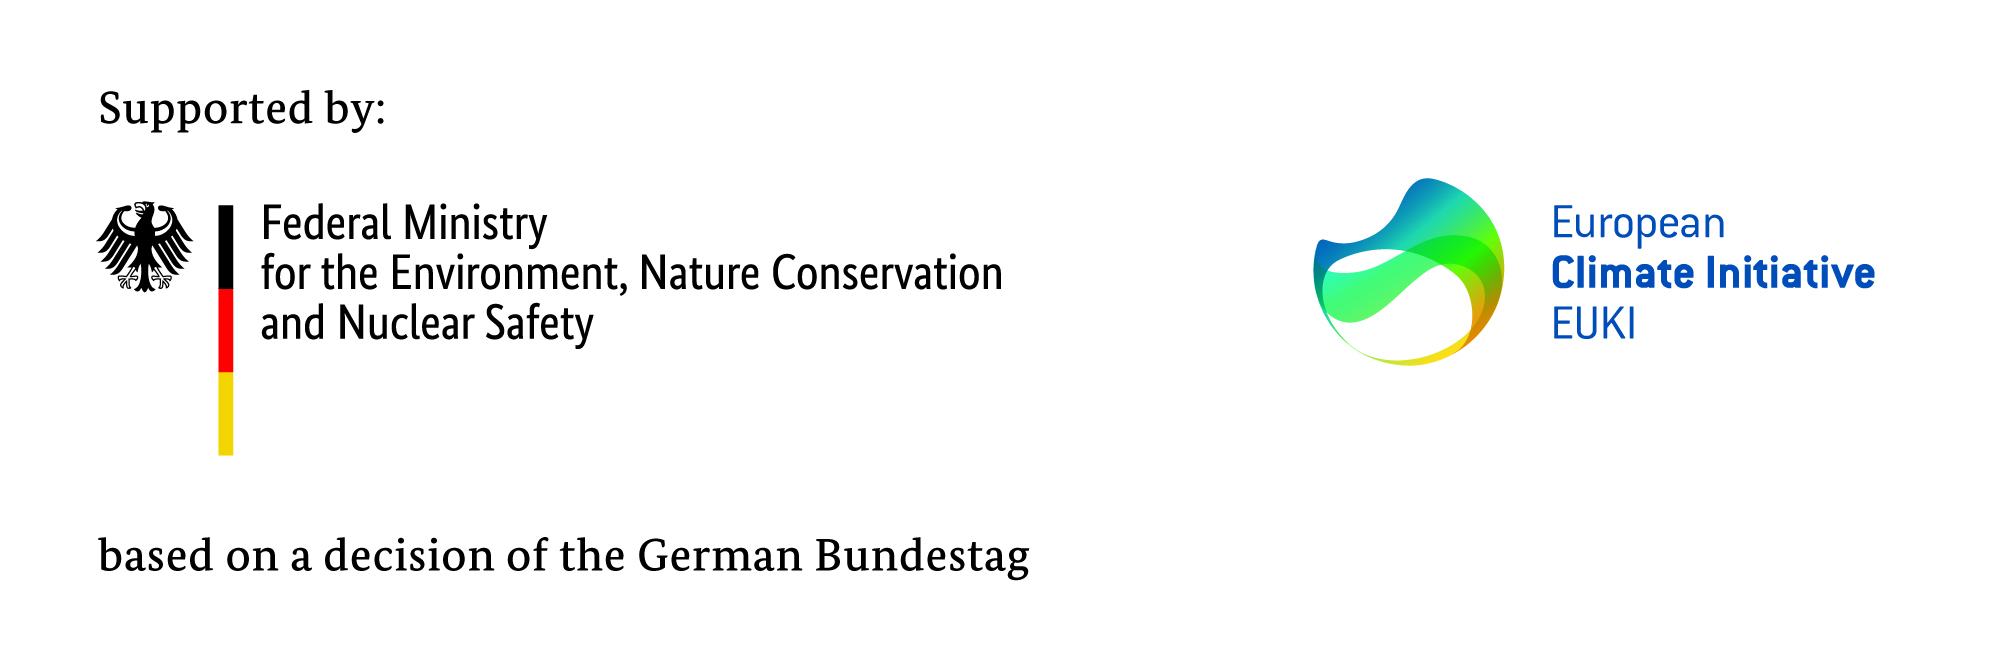 Supported by:
Federal Ministry
for the Environment, Nature Conservation
and Nuclear Safety
based on a decision of the German Bundestag
European
Climate Initiative
EUKI